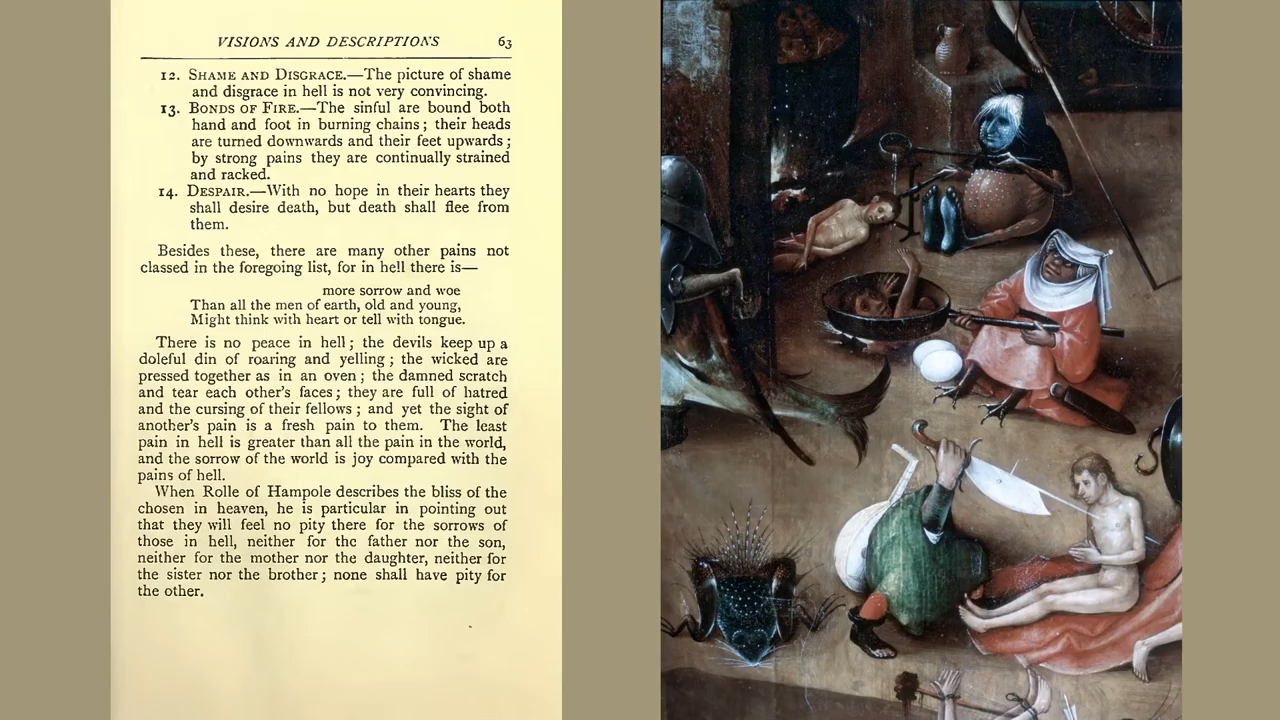 VISIONS AND DESCRIPTIONS 63
12. SHAME AND DISGRACE.—The picture of shame
and disgrace in hell is not very convincing.
13. BONDS OF FIRE.—The sinful are bound both
hand and foot in burning chains; their heads
are turned downwards and their feet upwards;
by strong pains they are continually strained
and racked.
14. DESPAIR.—With no hope in their hearts they
shall desire death, but death shall flee from
them.
Besides these, there are many other pains not
classed in the foregoing list, for in hell there is—
more sorrow and woe
Than all the men of earth, old and young,
Might think with heart or tell with tongue.
There is no peace in hell; the devils keep up a
doleful din of roaring and yelling; the wicked are
pressed together as in an oven; the damned scratch
and tear each other's faces; they are full of hatred
and the cursing of their fellows; and yet the sight of
another's pain is a fresh pain to them. The least
pain in hell is greater than all the pain in the world,
and the sorrow of the world is joy compared with the
pains of hell.
When Rolle of Hampole describes the bliss of the
chosen in heaven, he is particular in pointing out
that they will feel no pity there for the sorrows of
those in hell, neither for the father nor the son,
neither for the mother nor the daughter, neither for
the sister nor the brother; none shall have pity for
the other.